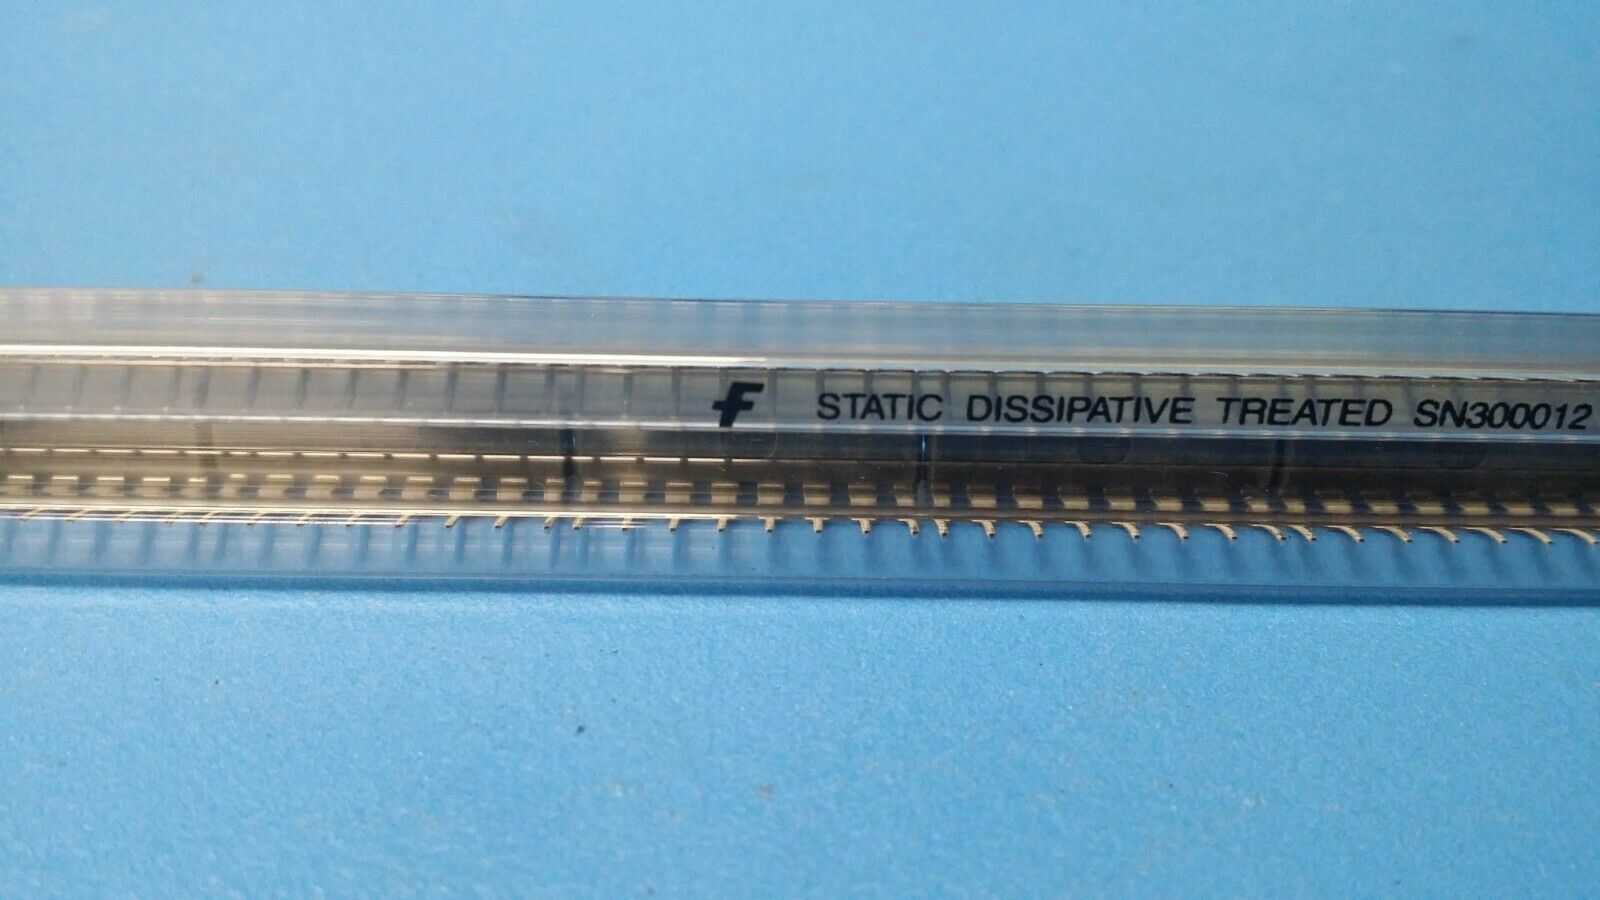 F STATIC DISSIPATIVE TREATED SN300012